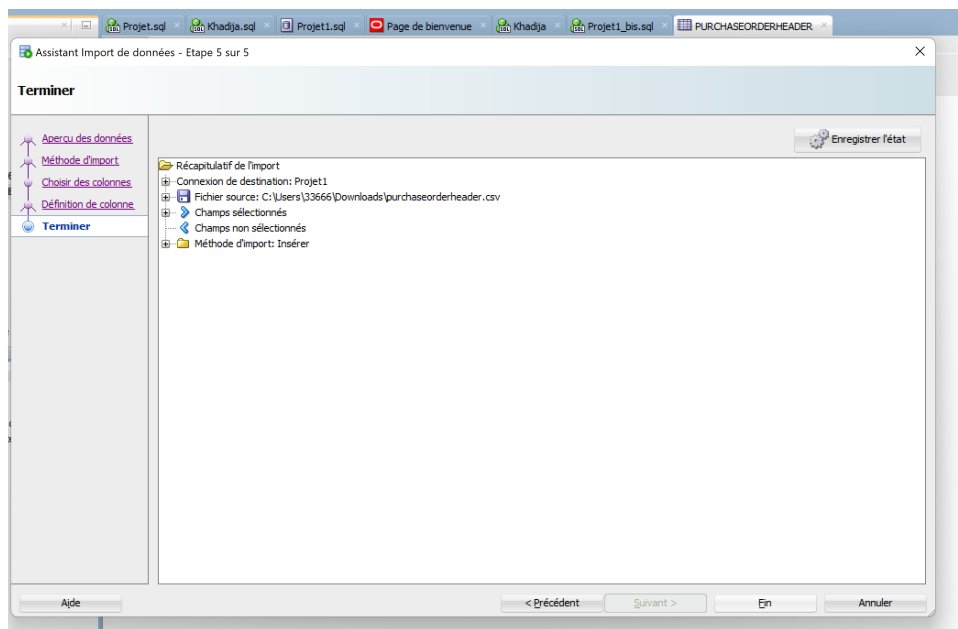 Projet.sql Khadija.sql Projet1.sql Page de bienvenue Khadija Projet1_bis.sql PURCHASEORDERHEADER
Assistant Import de données - Etape 5 sur 5
Terminer
Aperçu des données
Méthode d'import
Choisir des colonnes
Définition de colonne
Terminer
Enregistrer l'état
Récapitulatif de l'import
Connexion de destination: Projet1
Fichier source: C:\Users\33666\Downloads\purchaseorderheader.csv
Champs sélectionnés
Champs non sélectionnés
Méthode d'import: Insérer
Aide
< Précédent
Suivant >
Fin
Annuler